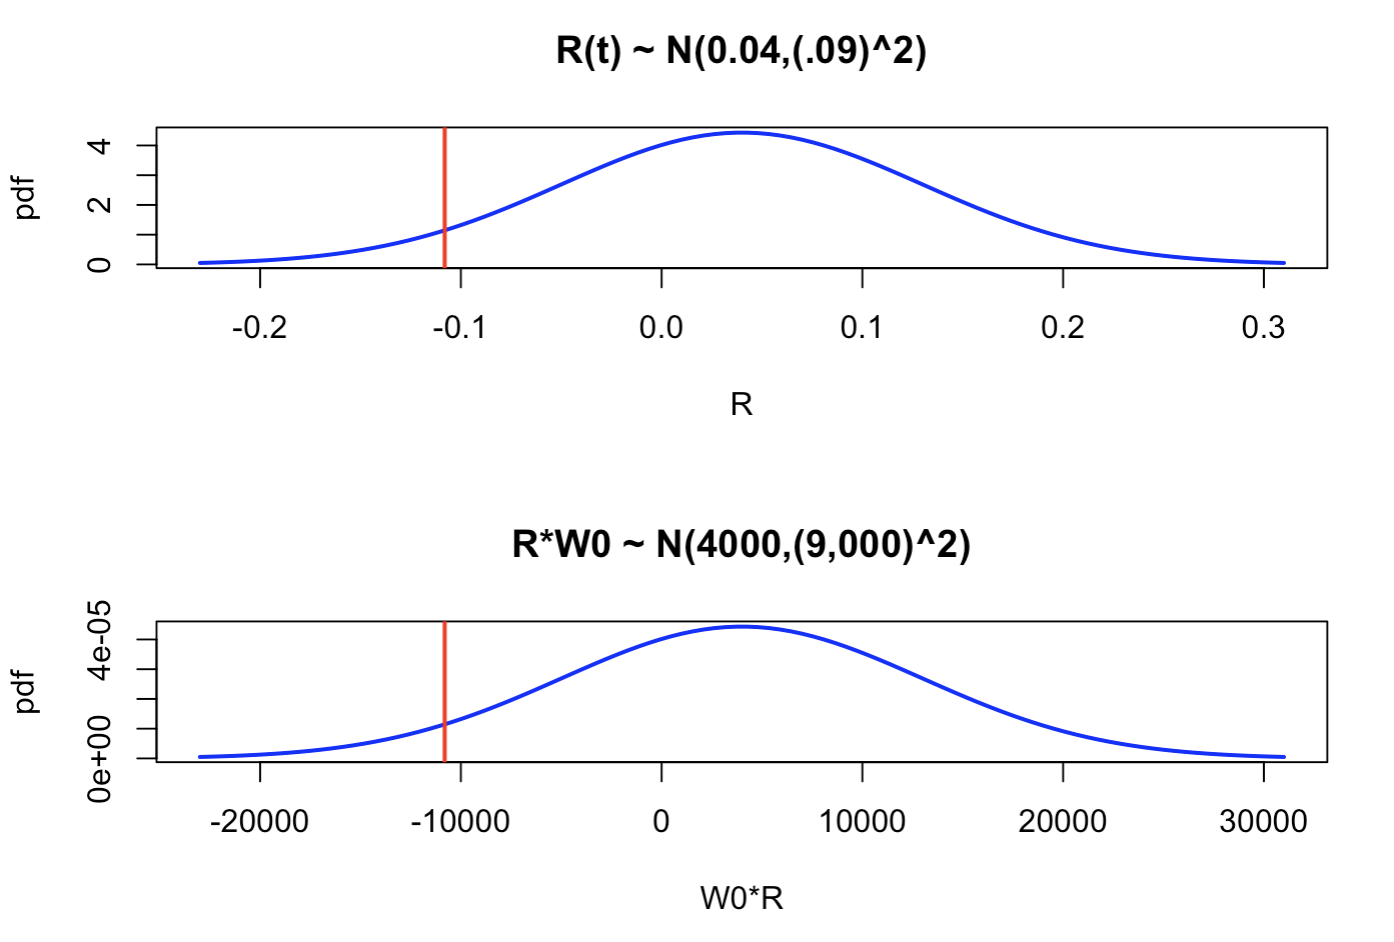 R(t) ~ N(0.04,(.09)^2)
pdf
4
2
0
-0.2 -0.1 0.0 0.1 0.2 0.3
R
R*W0 ~ N(4000,(9,000)^2)
pdf
4e-05
0e+00
-20000 -10000 0 10000 20000 30000
W0*R